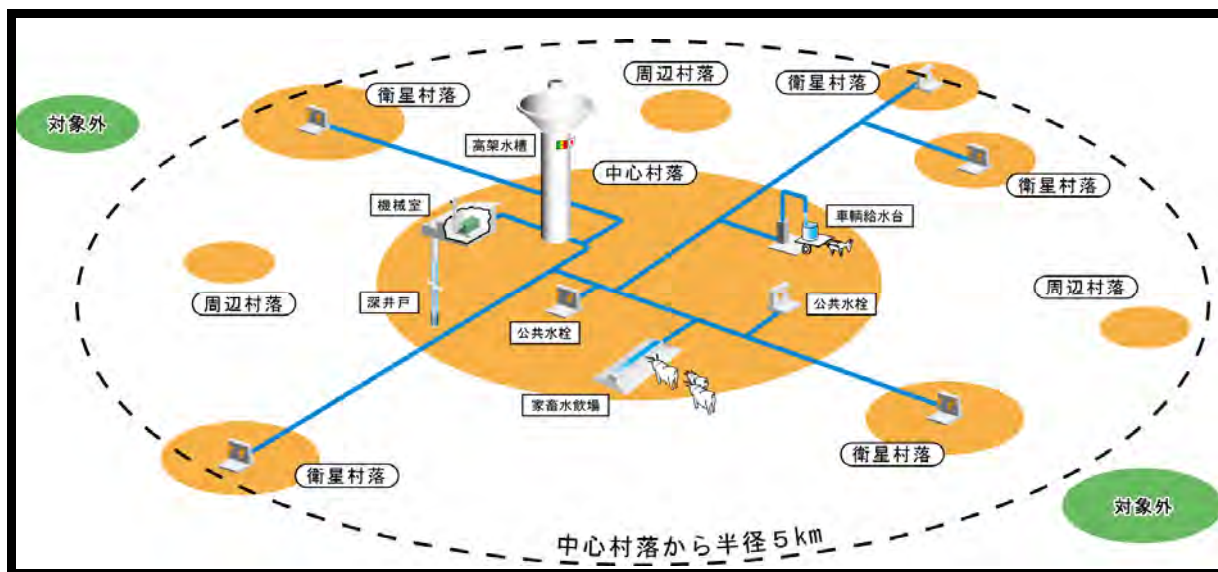 周辺村落
衛星村落
衛星村落
対象外
高架水槽
中心村落
衛星村落
機械室
車輌給水台
周辺村落
深井戸
公共水栓
公共水栓
周辺村落
家畜水飲場
衛星村落
衛星村落
対象外
中心村落から半径5km